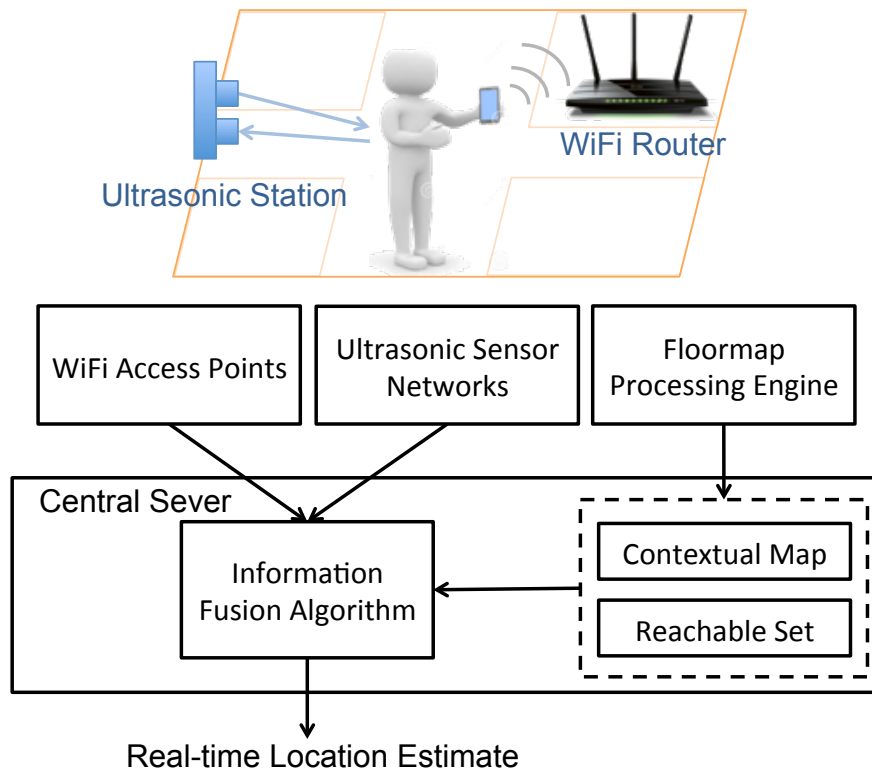 WiFi Router
Ultrasonic Station
WiFi Access Points
Ultrasonic Sensor
Networks
Floormap
Processing Engine
Central Sever
Information
Fusion Algorithm
Contextual Map
Reachable Set
Real-time Location Estimate